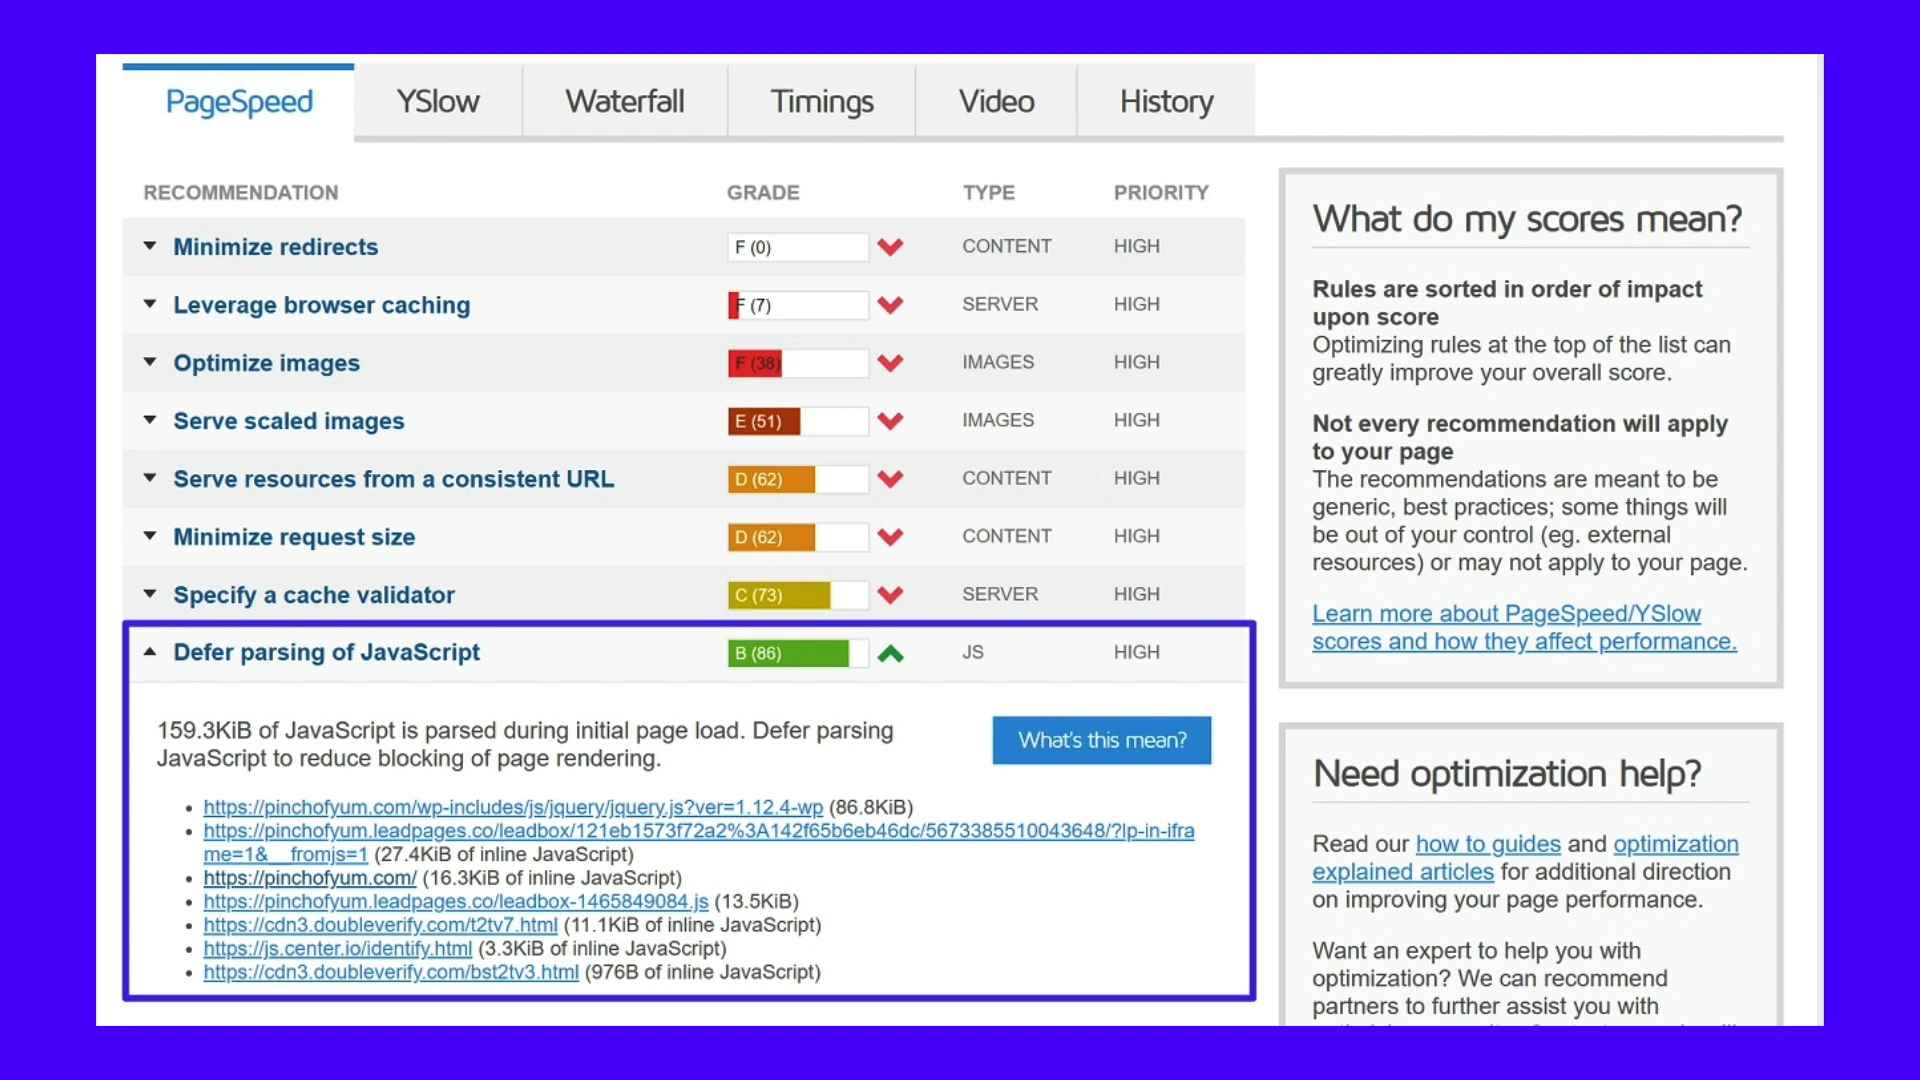 PageSpeed YSlow Waterfall Timings Video History
RECOMMENDATION GRADE TYPE PRIORITY
Minimize redirects F (0) CONTENT HIGH
Leverage browser caching F (7) SERVER HIGH
Optimize images F (38) IMAGES HIGH
Serve scaled images E (51) IMAGES HIGH
Serve resources from a consistent URL D (62) CONTENT HIGH
Minimize request size D (62) CONTENT HIGH
Specify a cache validator C (73) SERVER HIGH
Defer parsing of JavaScript B (86) JS HIGH
159.3KiB of JavaScript is parsed during initial page load. Defer parsing
JavaScript to reduce blocking of page rendering.
What's this mean?
• https://pinchofyum.com/wp-includes/js/jquery/jquery.js?ver=1.12.4-wp (86.8KiB)
• https://pinchofyum.leadpages.co/leadbox/121eb1573f72a2%3A142f65b6eb46dc/5673385510043648/?lp-in-ifra
me=1&__fromjs=1 (27.4KiB of inline JavaScript)
• https://pinchofyum.com/ (16.3KiB of inline JavaScript)
• https://pinchofyum.leadpages.co/leadbox-1465849084.js (13.5KiB)
• https://cdn3.doubleverify.com/t2tv7.html (11.1KiB of inline JavaScript)
• https://js.center.io/identify.html (3.3KiB of inline JavaScript)
• https://cdn3.doubleverify.com/bst2tv3.html (976B of inline JavaScript)
What do my scores mean?
Rules are sorted in order of impact
upon score
Optimizing rules at the top of the list can
greatly improve your overall score.
Not every recommendation will apply
to your page
The recommendations are meant to be
generic, best practices; some things will
be out of your control (eg. external
resources) or may not apply to your page.
Learn more about PageSpeed/YSlow
scores and how they affect performance.
Need optimization help?
Read our how to guides and optimization
explained articles for additional direction
on improving your page performance.
Want an expert to help you with
optimization? We can recommend
partners to further assist you with